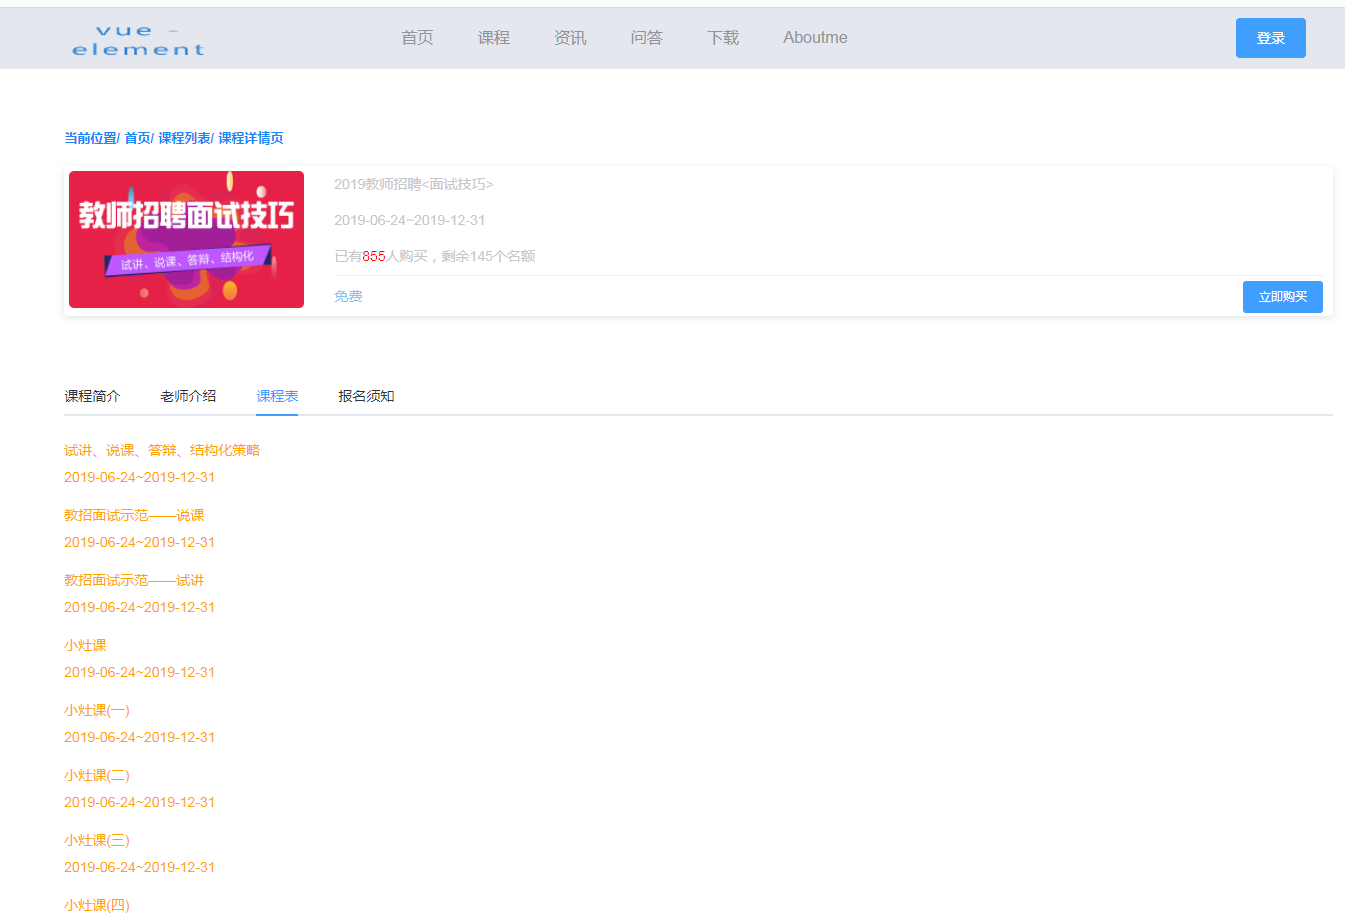 vue -
element
首页 课程 资讯 问答 下载 Aboutme
登录
当前位置/ 首页/ 课程列表/ 课程详情页
教师招聘面试技巧
试讲、说课、答辩、结构化
2019教师招聘<面试技巧>
2019-06-24~2019-12-31
已有855人购买，剩余145个名额
免费
立即购买
课程简介 老师介绍 课程表 报名须知
试讲、说课、答辩、结构化策略
2019-06-24~2019-12-31
教招面试示范——说课
2019-06-24~2019-12-31
教招面试示范——试讲
2019-06-24~2019-12-31
小灶课
2019-06-24~2019-12-31
小灶课(一)
2019-06-24~2019-12-31
小灶课(二)
2019-06-24~2019-12-31
小灶课(三)
2019-06-24~2019-12-31
小灶课(四)